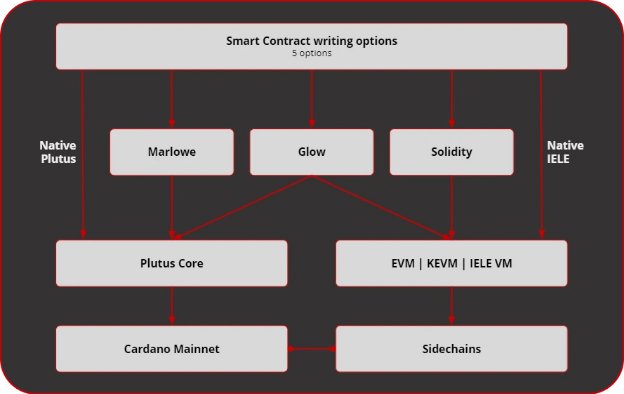 Smart Contract writing options
5 options
Native
Plutus
Marlowe
Glow
Solidity
Native
IELE
Plutus Core
EVM | KEVM | IELE VM
Cardano Mainnet
Sidechains